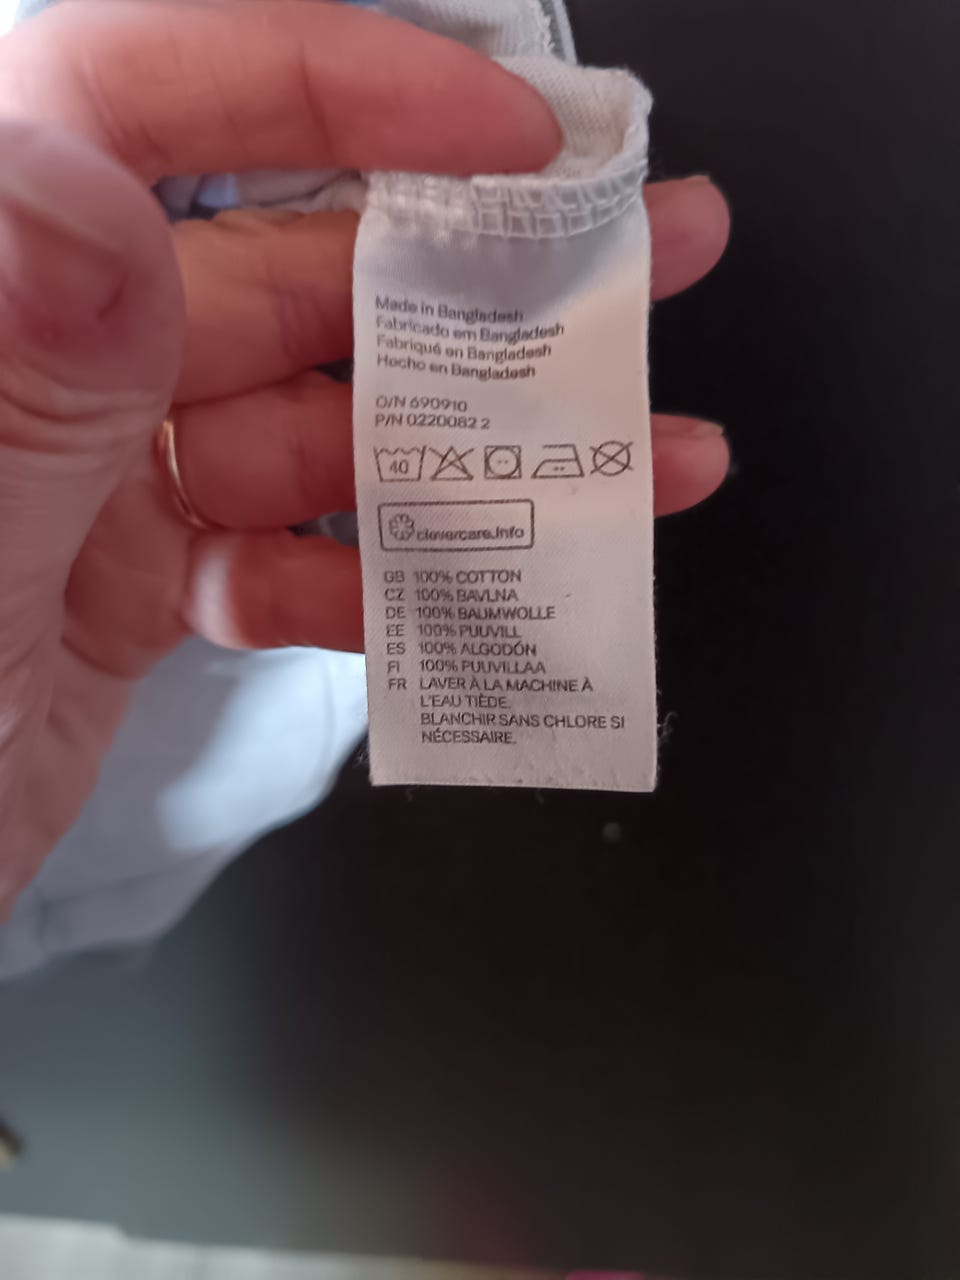 Made in Bangladesh
Fabricado em Bangladesh
Fabriqué en Bangladesh
Hecho en Bangladesh
O/N 690910
P/N 0220082 2
40
clevercare.info
GB 100% COTTON
CZ 100% BAVLNA
DE 100% BAUMWOLLE
EE 100% PUUVILL
ES 100% ALGODÓN
FI 100% PUUVILLAA
FR LAVER À LA MACHINE À
L'EAU TIÈDE.
BLANCHIR SANS CHLORE SI
NÉCESSAIRE.